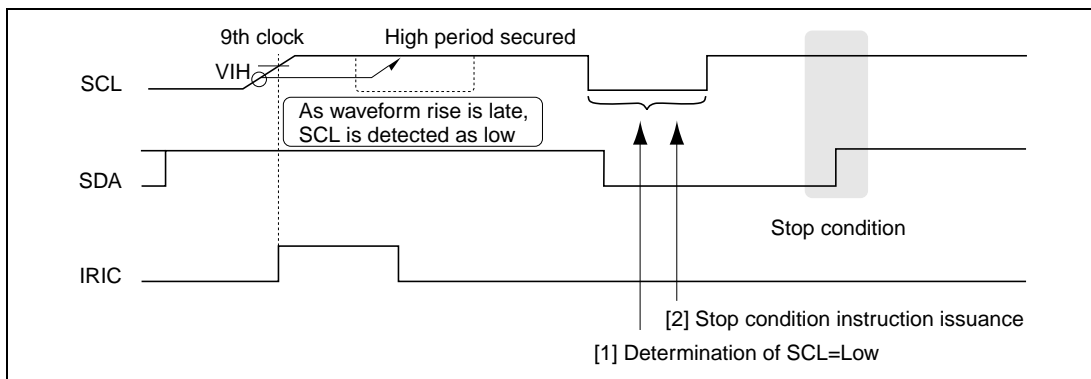 9th clock
High period secured
VIH
SCL
As waveform rise is late,
SCL is detected as low
SDA
Stop condition
IRIC
[2] Stop condition instruction issuance
[1] Determination of SCL=Low